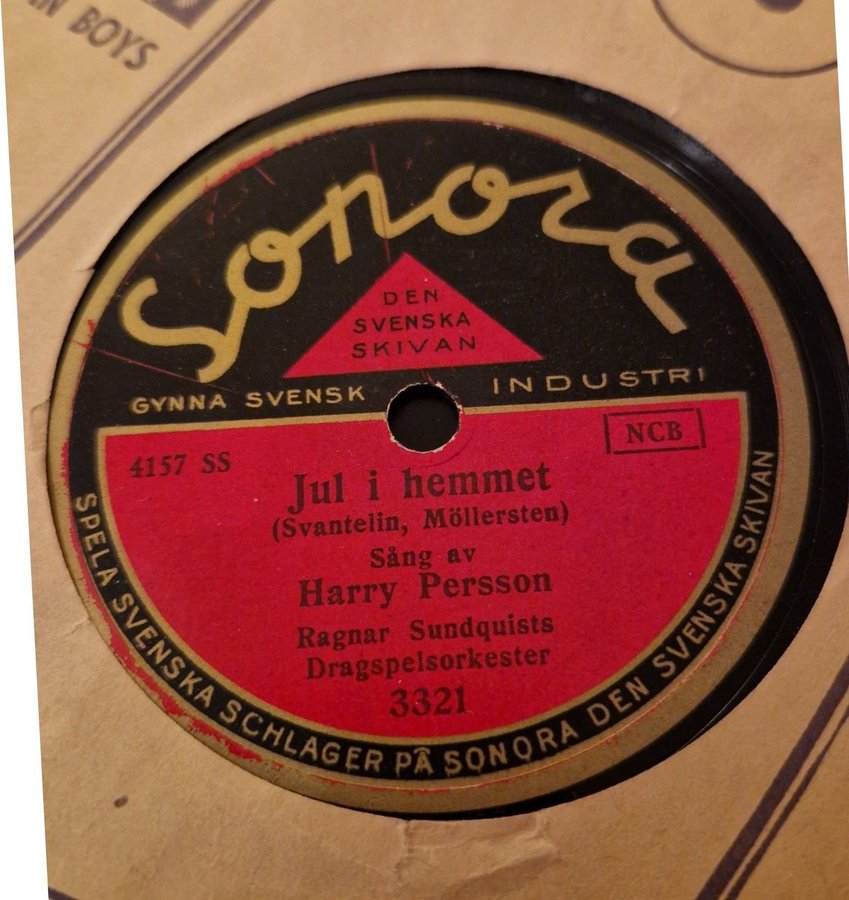 BOYS
Sonora
DEN
SVENSKA
SKIVAN
GYNNA SVENSK INDUSTRI
4157 SS
NCB
Jul i hemmet
(Svantelin, Möllersten)
Sång av
Harry Persson
Ragnar Sundquists
Dragspelsorkester
3321
SPELA SVENSKA SCHLAGER PÅ SONORA DEN SVENSKA SKIVAN